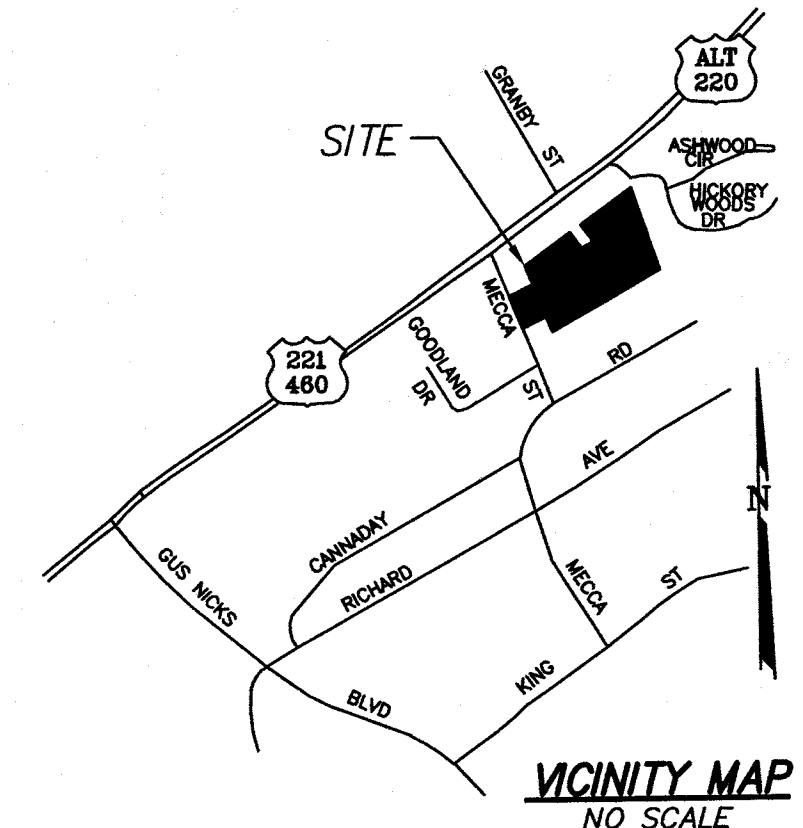 ALT
220
GRANBY ST
SITE
ASHWOOD
CIR
HICKORY
WOODS
DR
MECCA ST
GOODLAND DR
221
460
CANNADAY RD
RICHARD AVE
GUS NICKS BLVD
MECCA ST
KING ST
N
VICINITY MAP
NO SCALE